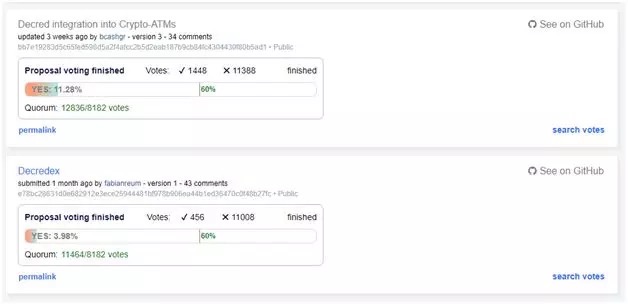 Decred integration into Crypto-ATMs
See on GitHub
updated 3 weeks ago by bcashgr - version 3 - 34 comments
• Public
Proposal voting finished Votes: ✓ 1448 ✕ 11388 finished
YES: 11.28% 60%
Quorum: 12836/8182 votes
permalink search votes
Decredex
See on GitHub
submitted 1 month ago by fabianreum - version 1 - 43 comments
• Public
Proposal voting finished Votes: ✓ 456 ✕ 11008 finished
YES: 3.98% 60%
Quorum: 11464/8182 votes
permalink search votes